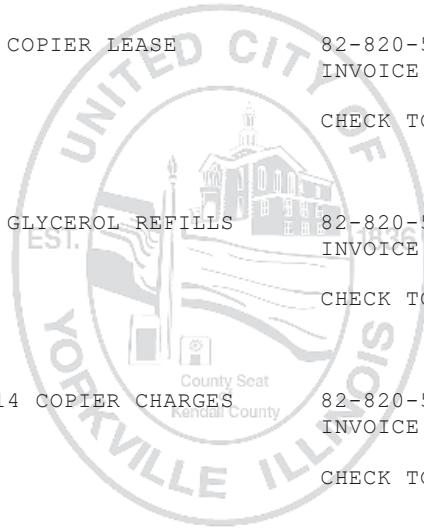 COPIER LEASE 82-820-5
INVOICE
CHECK TO
UNITED CITY OF
GLYCEROL REFILLS 82-820-5
EST. 1836
INVOICE
CHECK TO
County Seat
14 COPIER CHARGES 82-820-5
Kendall County
INVOICE
YORKVILLE ILLINOIS
CHECK TO